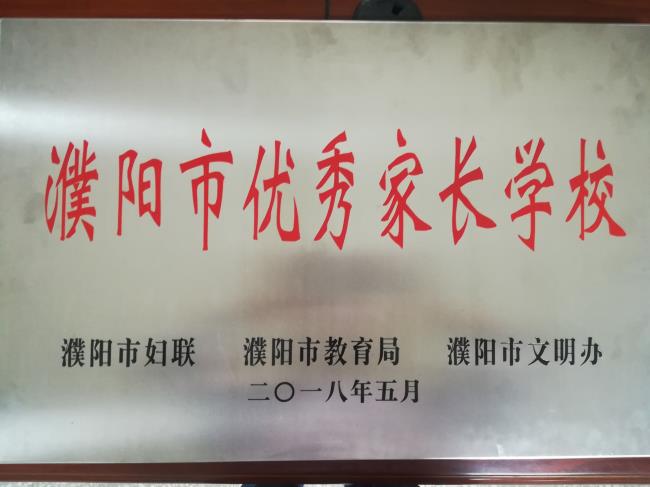 濮阳市优秀家长学校
濮阳市妇联 濮阳市教育局 濮阳市文明办
二〇一八年五月